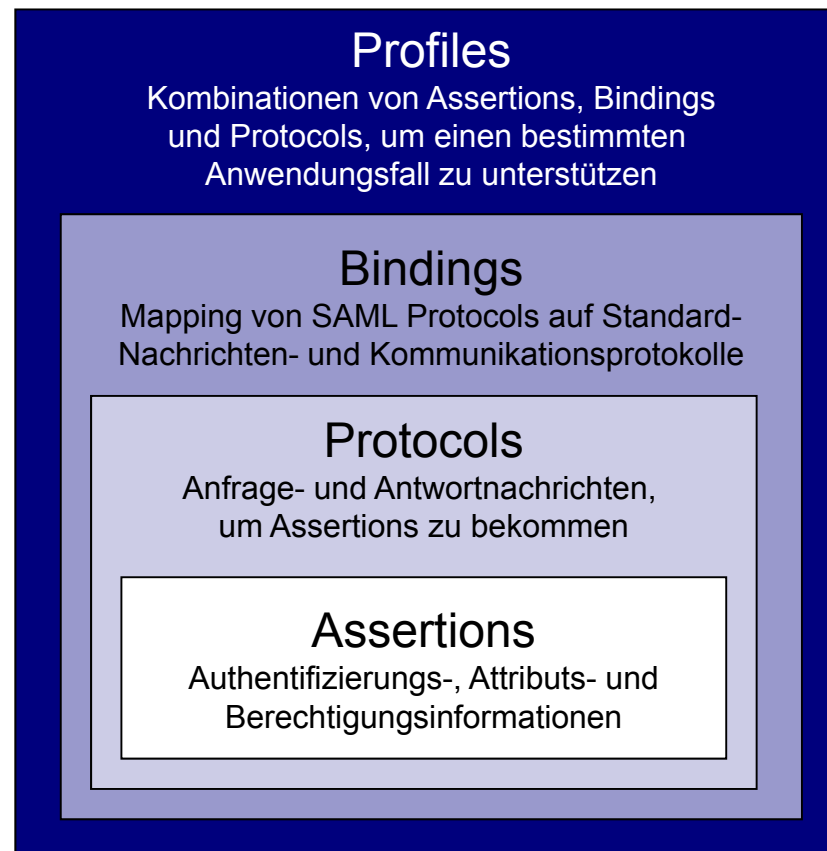 Profiles
Kombinationen von Assertions, Bindings
und Protocols, um einen bestimmten
Anwendungsfall zu unterstützen
Bindings
Mapping von SAML Protocols auf Standard-
Nachrichten- und Kommunikationsprotokolle
Protocols
Anfrage- und Antwortnachrichten,
um Assertions zu bekommen
Assertions
Authentifizierungs-, Attributs- und
Berechtigungsinformationen